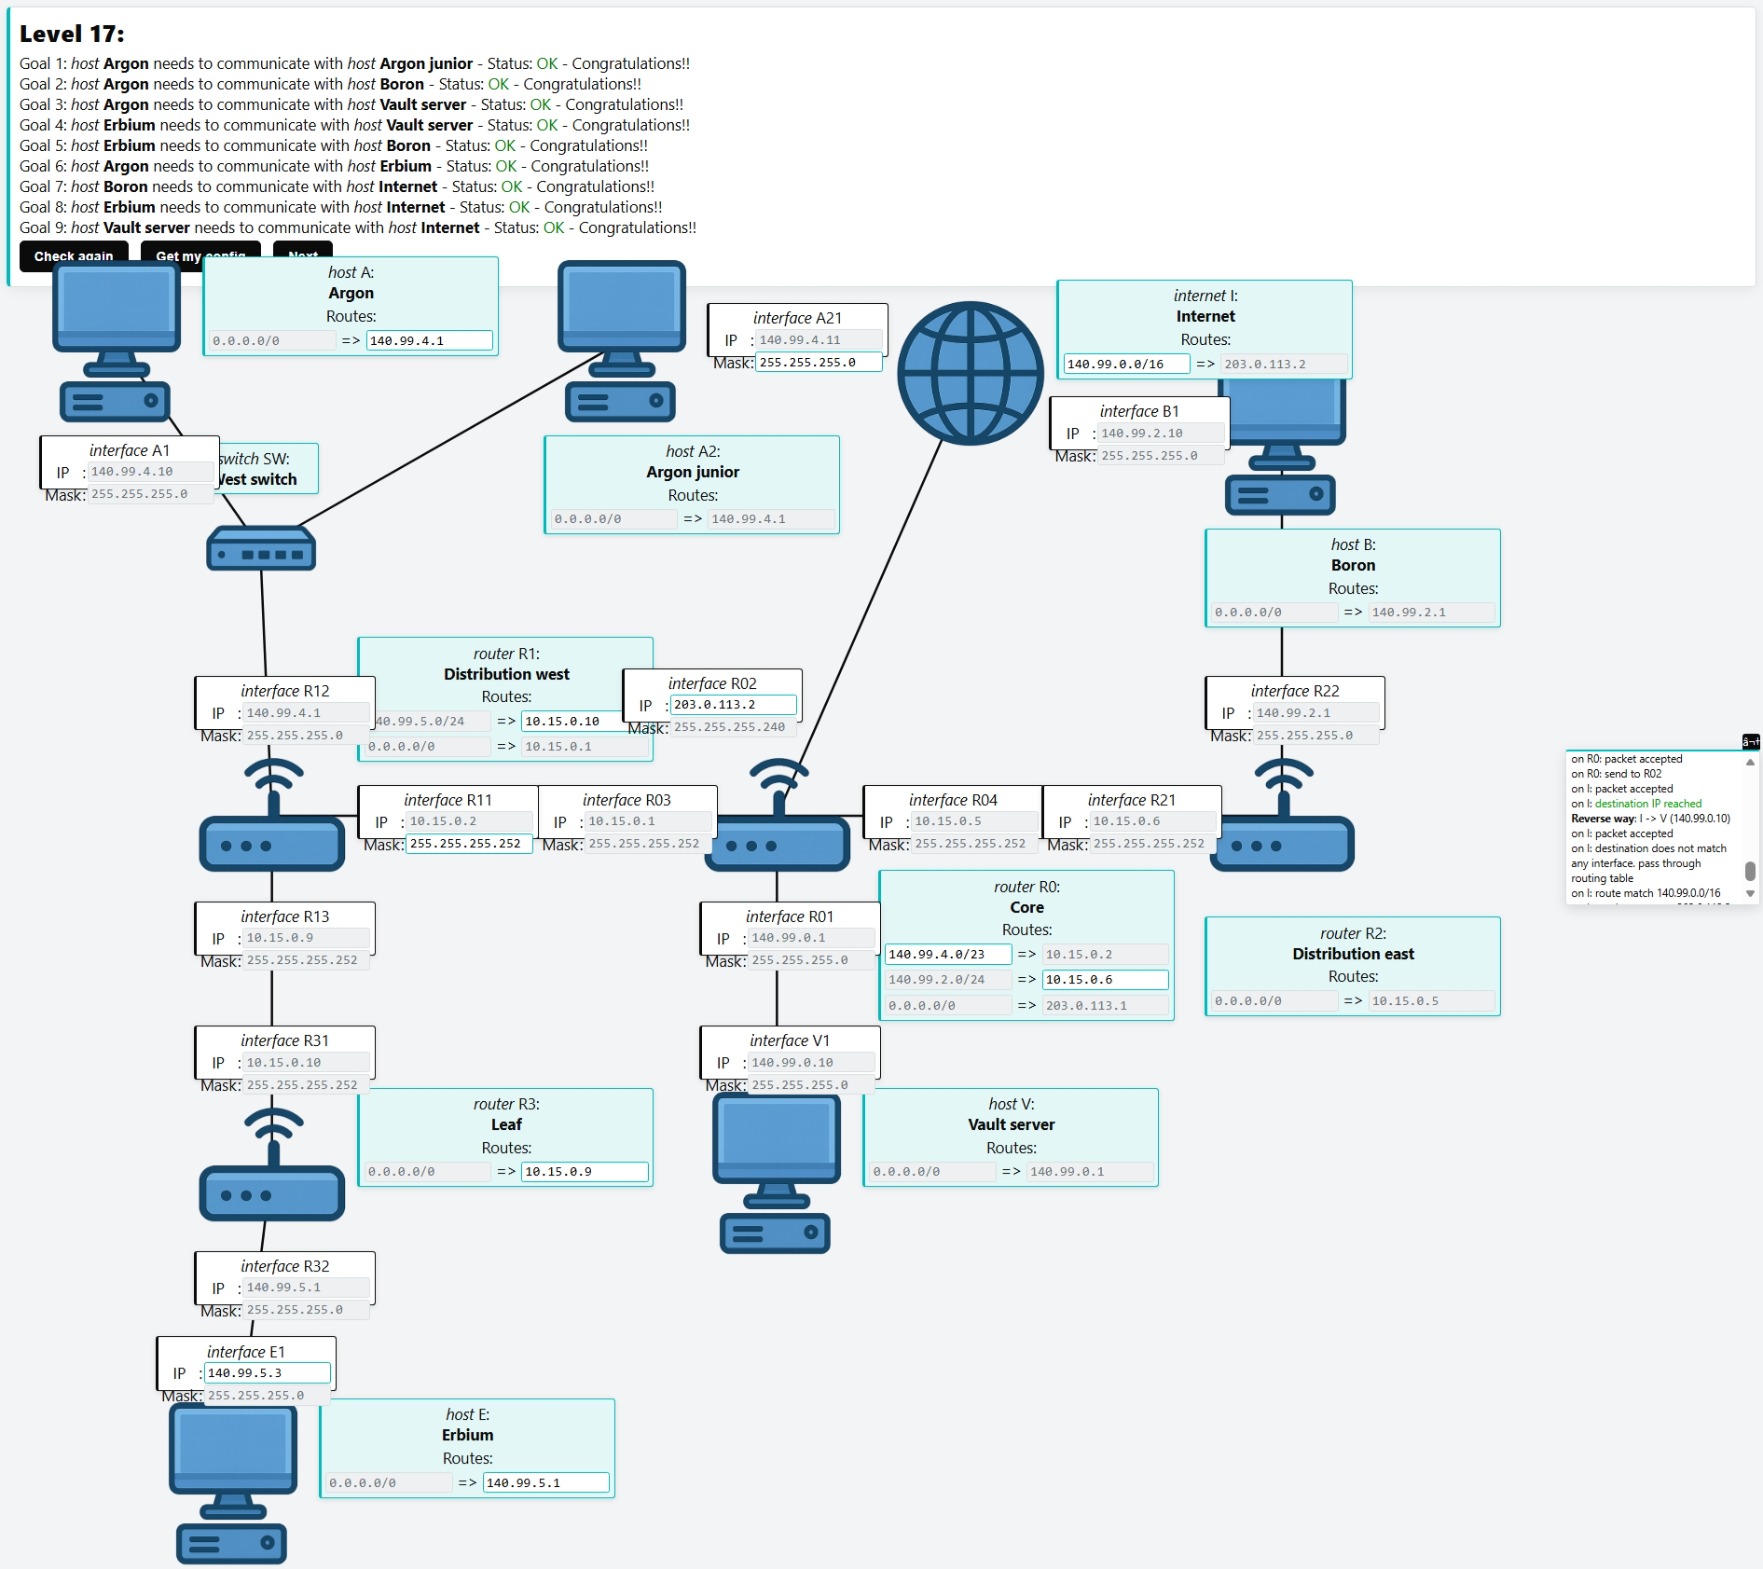 Level 17:
Goal 1: host Argon needs to communicate with host Argon junior - Status: OK - Congratulations!!
Goal 2: host Argon needs to communicate with host Boron - Status: OK - Congratulations!!
Goal 3: host Argon needs to communicate with host Vault server - Status: OK - Congratulations!!
Goal 4: host Erbium needs to communicate with host Vault server - Status: OK - Congratulations!!
Goal 5: host Erbium needs to communicate with host Boron - Status: OK - Congratulations!!
Goal 6: host Argon needs to communicate with host Erbium - Status: OK - Congratulations!!
Goal 7: host Boron needs to communicate with host Internet - Status: OK - Congratulations!!
Goal 8: host Erbium needs to communicate with host Internet - Status: OK - Congratulations!!
Goal 9: host Vault server needs to communicate with host Internet - Status: OK - Congratulations!!
Check again Get my config Next
host A:
Argon
Routes:
0.0.0.0/0 => 140.99.4.1
interface A21
IP : 140.99.4.11
Mask: 255.255.255.0
internet I:
Internet
Routes:
140.99.0.0/16 => 203.0.113.2
interface B1
IP : 140.99.2.10
Mask: 255.255.255.0
interface A1
IP : 140.99.4.10
Mask: 255.255.255.0
switch SW:
West switch
host A2:
Argon junior
Routes:
0.0.0.0/0 => 140.99.4.1
host B:
Boron
Routes:
0.0.0.0/0 => 140.99.2.1
router R1:
Distribution west
Routes:
40.99.5.0/24 => 10.15.0.10
0.0.0.0/0 => 10.15.0.1
interface R12
IP : 140.99.4.1
Mask: 255.255.255.0
interface R02
IP : 203.0.113.2
Mask: 255.255.255.240
interface R22
IP : 140.99.2.1
Mask: 255.255.255.0
interface R11
IP : 10.15.0.2
Mask: 255.255.255.252
interface R03
IP : 10.15.0.1
Mask: 255.255.255.252
interface R04
IP : 10.15.0.5
Mask: 255.255.255.252
interface R21
IP : 10.15.0.6
Mask: 255.255.255.252
on R0: packet accepted
on R0: send to R02
on I: packet accepted
on I: destination IP reached
Reverse way: I -> V (140.99.0.10)
on I: packet accepted
on I: destination does not match
any interface. pass through
routing table
on I: route match 140.99.0.0/16
interface R13
IP : 10.15.0.9
Mask: 255.255.255.252
interface R01
IP : 140.99.0.1
Mask: 255.255.255.0
router R0:
Core
Routes:
140.99.4.0/23 => 10.15.0.2
140.99.2.0/24 => 10.15.0.6
0.0.0.0/0 => 203.0.113.1
router R2:
Distribution east
Routes:
0.0.0.0/0 => 10.15.0.5
interface R31
IP : 10.15.0.10
Mask: 255.255.255.252
interface V1
IP : 140.99.0.10
Mask: 255.255.255.0
router R3:
Leaf
Routes:
0.0.0.0/0 => 10.15.0.9
host V:
Vault server
Routes:
0.0.0.0/0 => 140.99.0.1
interface R32
IP : 140.99.5.1
Mask: 255.255.255.0
interface E1
IP : 140.99.5.3
Mask: 255.255.255.0
host E:
Erbium
Routes:
0.0.0.0/0 => 140.99.5.1